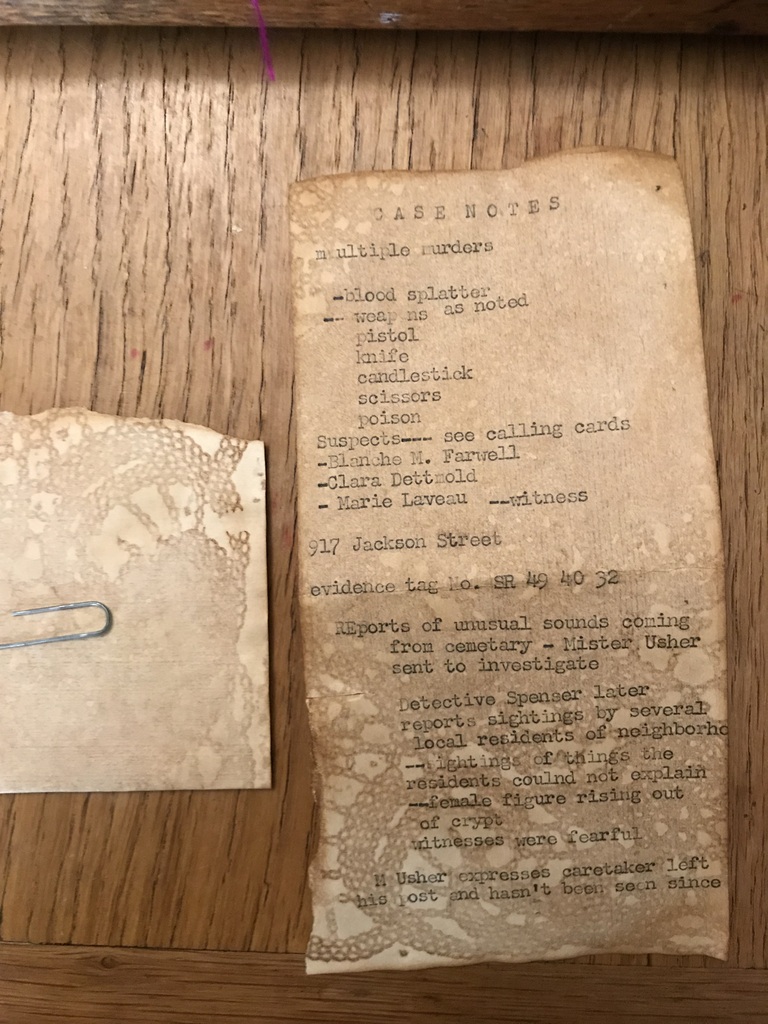 CASE NOTES
multiple murders
-blood splatter
-- weapons as noted
pistol
knife
candlestick
scissors
poison
Suspects--- see calling cards
-Blanche M. Farwell
-Clara Dettmold
- Marie Laveau --witness
917 Jackson Street
evidence tag No. SR 49 40 32
REports of unusual sounds coming
from cemetary - Mister Usher
sent to investigate
Detective Spenser later
reports sightings by several
local residents of neighborho
--sightings of things the
residents coulnd not explain
--female figure rising out
of crypt
witnesses were fearful
M Usher expresses caretaker left
his post and hasn't been seen since